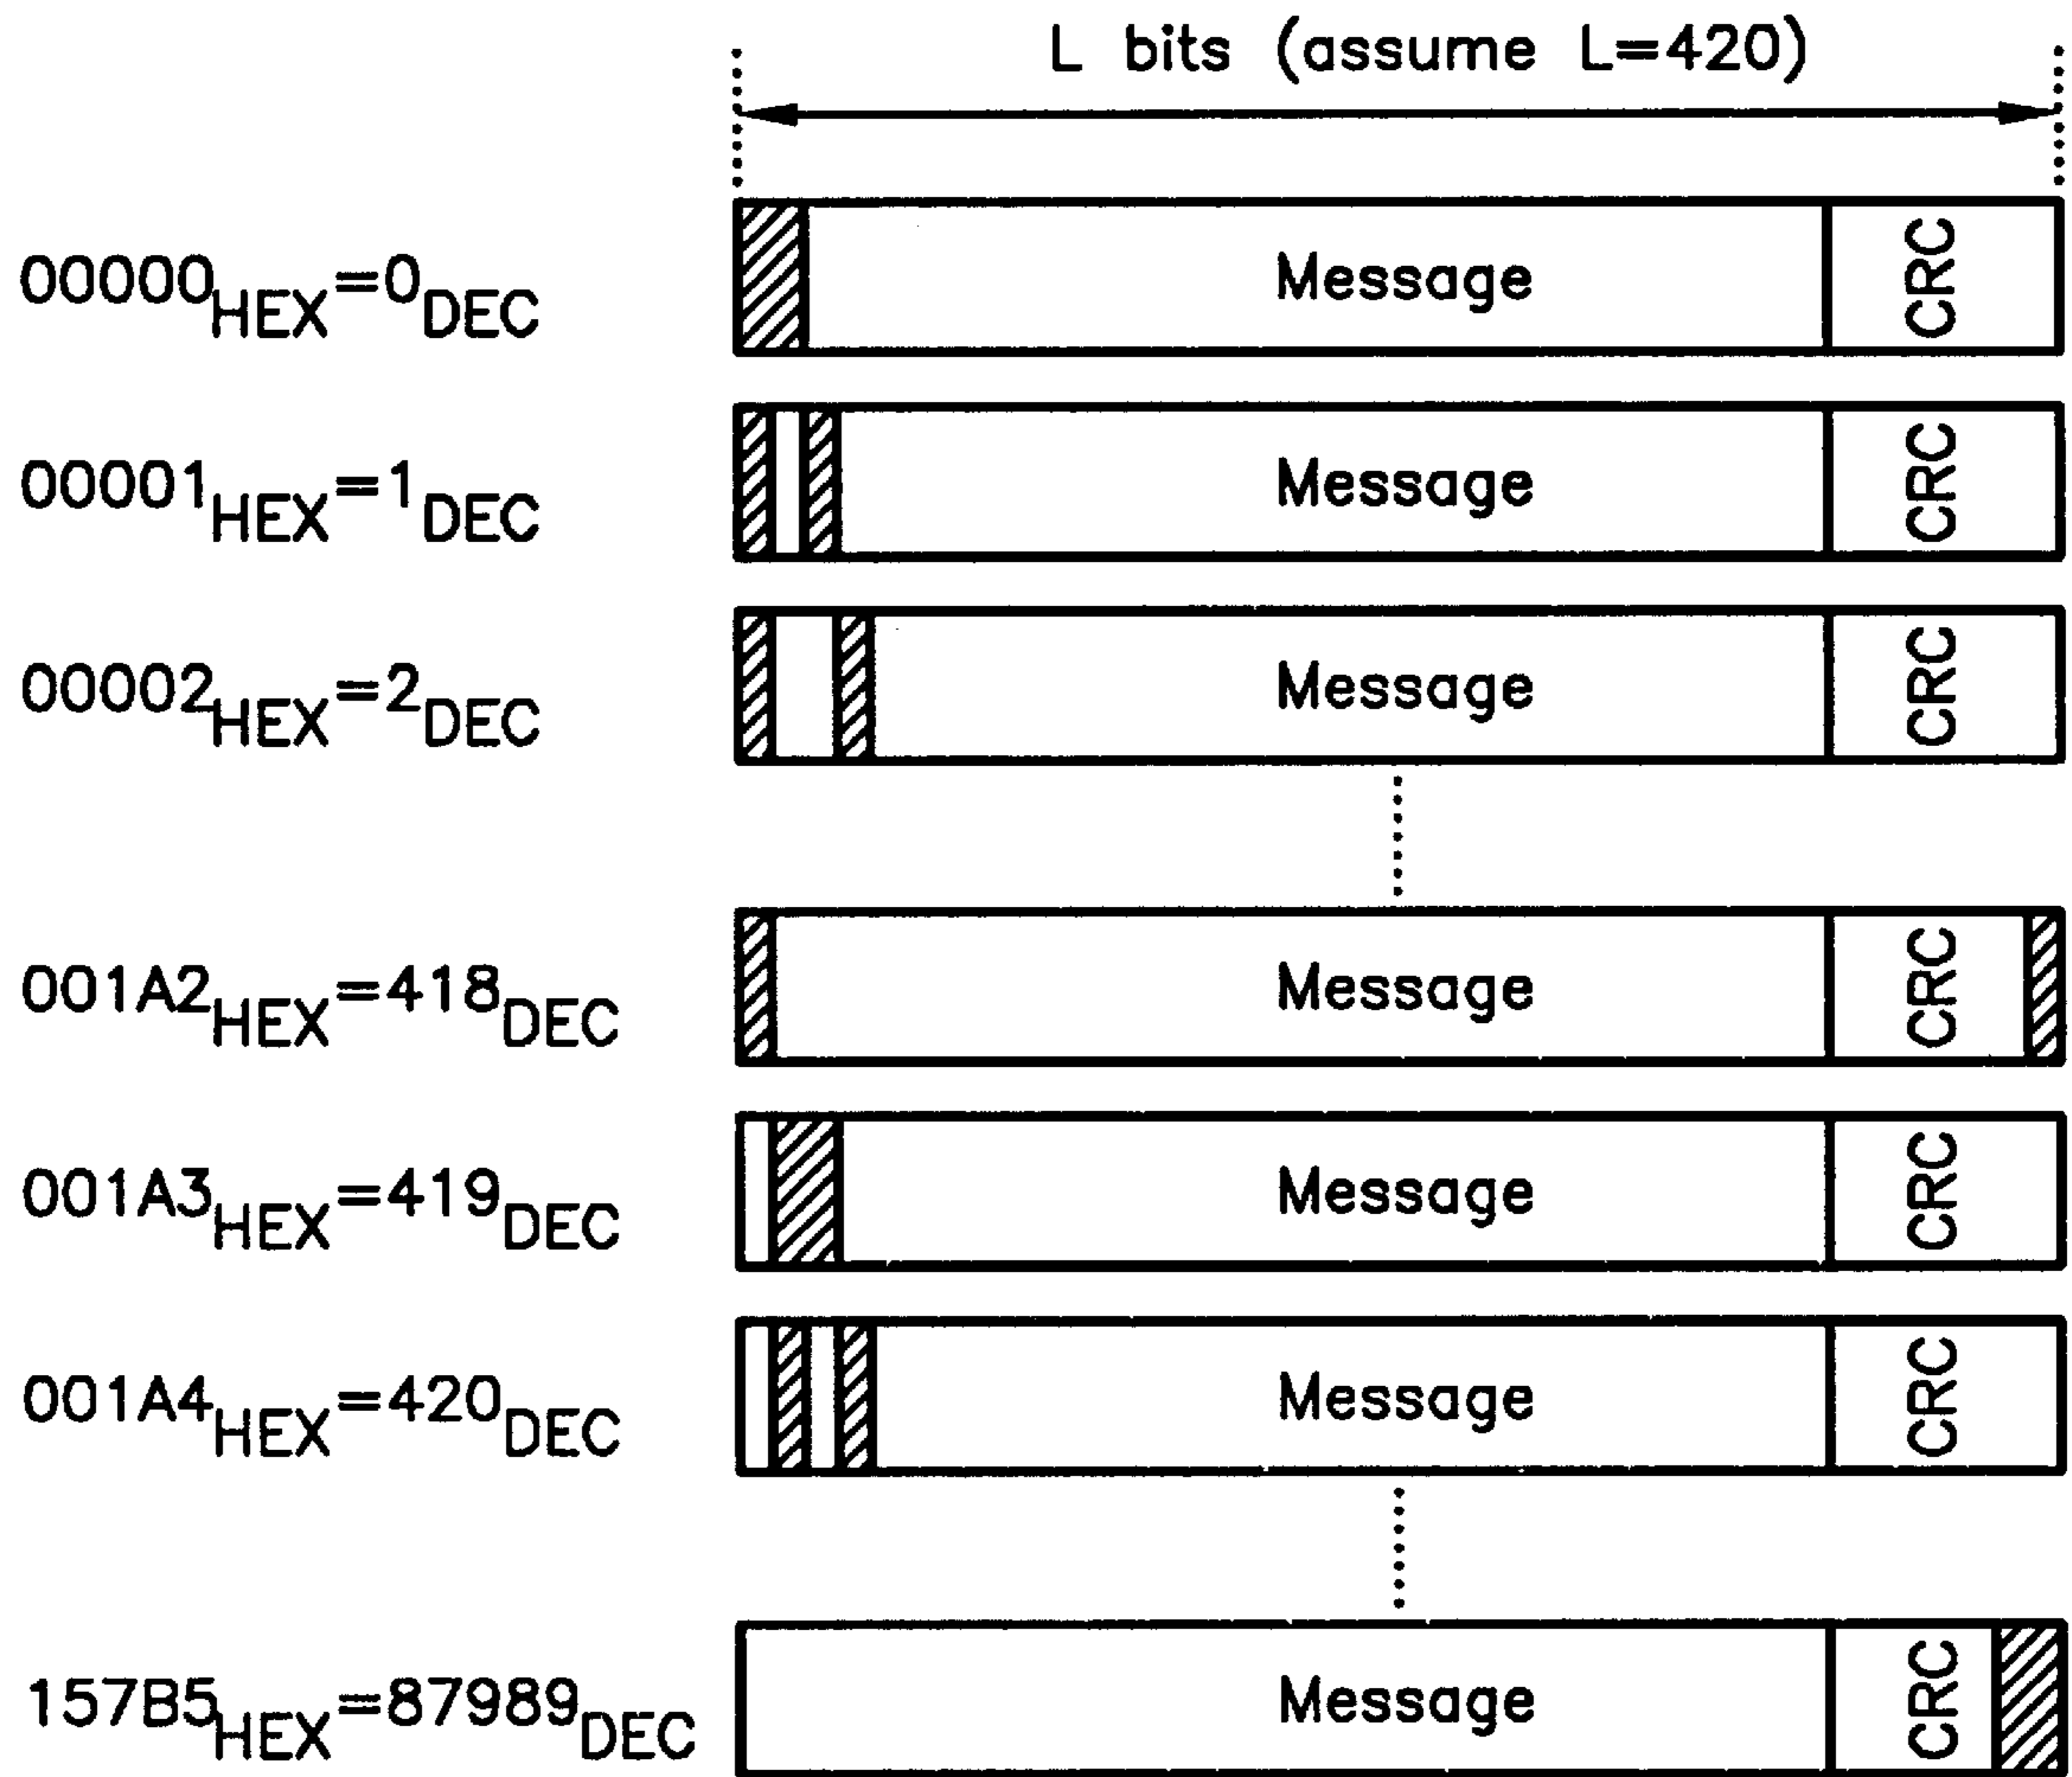 L bits (assume L=420)
00000HEX=0DEC Message CRC
00001HEX=1DEC Message CRC
00002HEX=2DEC Message CRC
001A2HEX=418DEC Message CRC
001A3HEX=419DEC Message CRC
001A4HEX=420DEC Message CRC
157B5HEX=87989DEC Message CRC